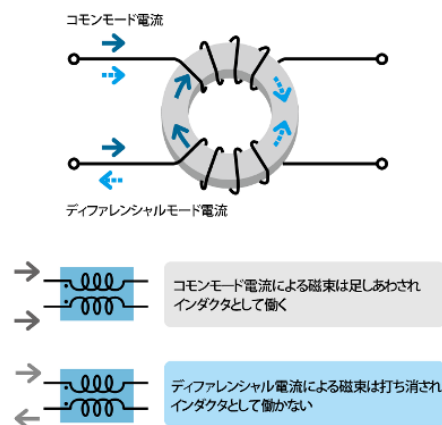 コモンモード電流
ディファレンシャルモード電流
コモンモード電流による磁束は足しあわされ
インダクタとして働く
ディファレンシャル電流による磁束は打ち消され
インダクタとして働かない